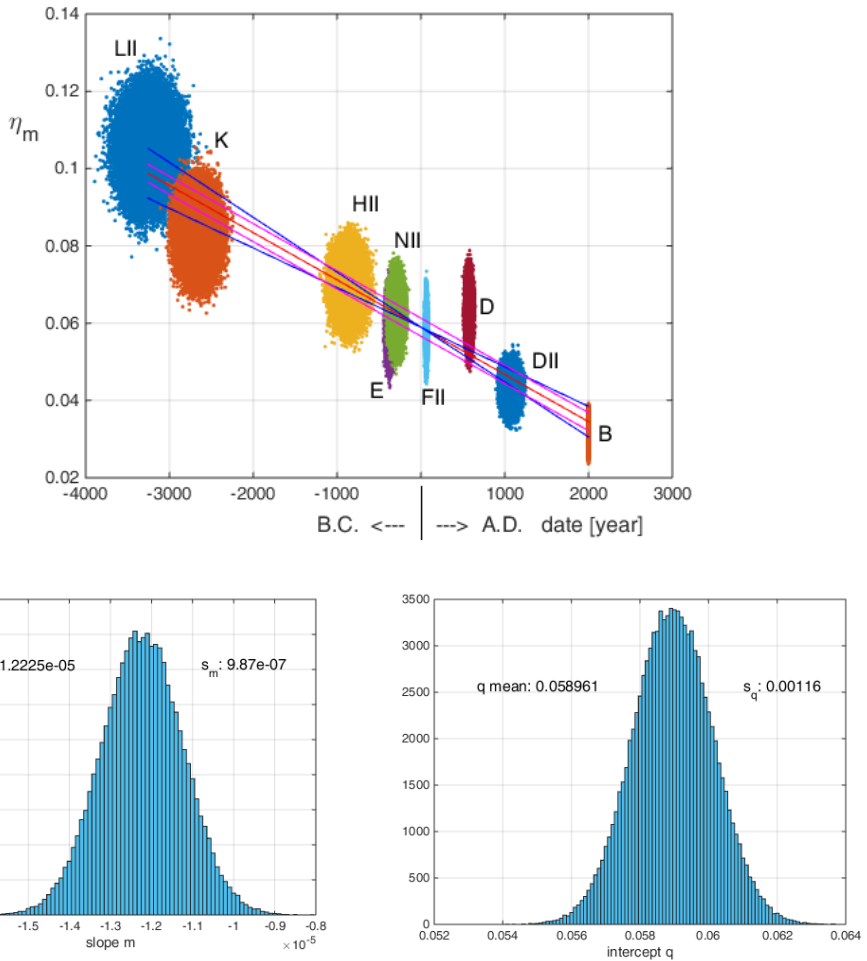 0.14
0.12
0.1
0.08
0.06
0.04
0.02
ηm
LII
K
HII
NII
D
DII
E
FII
B
-4000 -3000 -2000 -1000 1000 2000 3000
B.C. <--- ---> A.D. date [year]
1.2225e-05
sm: 9.87e-07
-1.5 -1.4 -1.3 -1.2 -1.1 -1 -0.9 -0.8
slope m
×10-5
3500
3000
2500
2000
1500
1000
500
0
q mean: 0.058961
sq: 0.00116
0.052 0.054 0.056 0.058 0.06 0.062 0.064
intercept q